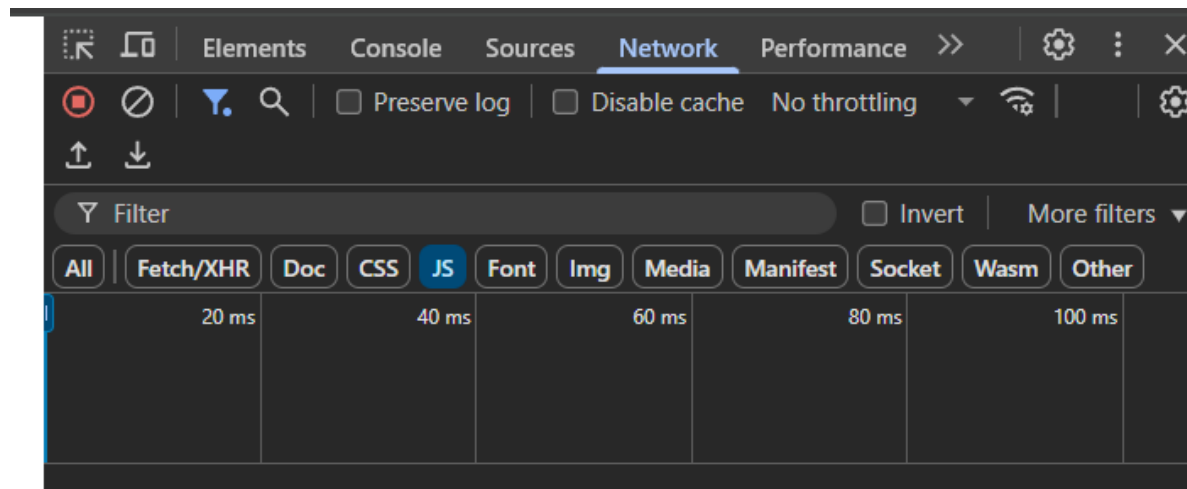 Elements Console Sources Network Performance
Preserve log Disable cache No throttling
Filter Invert More filters
All Fetch/XHR Doc CSS JS Font Img Media Manifest Socket Wasm Other
20 ms 40 ms 60 ms 80 ms 100 ms